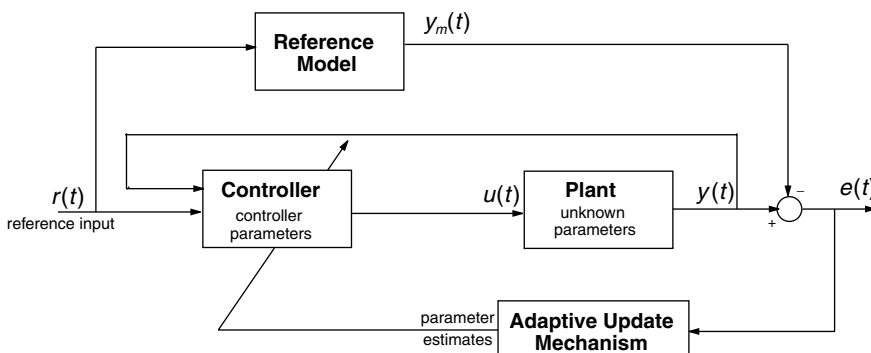 Reference
Model
y_m(t)
r(t)
reference input
Controller
controller
parameters
u(t)
Plant
unknown
parameters
y(t)
−
+
e(t)
parameter
estimates
Adaptive Update
Mechanism